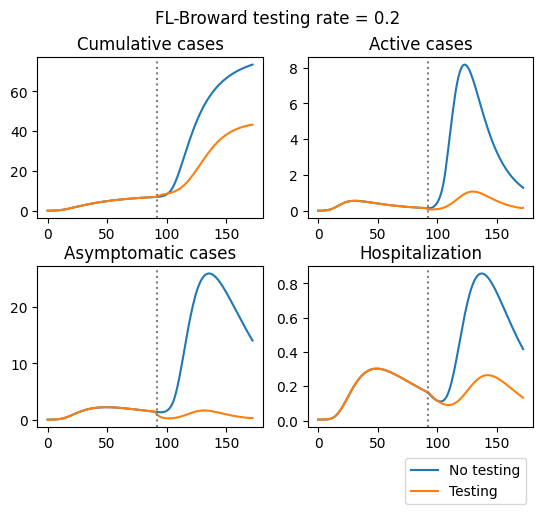 FL-Broward testing rate = 0.2
Cumulative cases
Active cases
60
40
20
0
0 50 100 150
8
6
4
2
0
0 50 100 150
Asymptomatic cases
Hospitalization
20
10
0
0 50 100 150
0.8
0.6
0.4
0.2
0.0
0 50 100 150
No testing
Testing